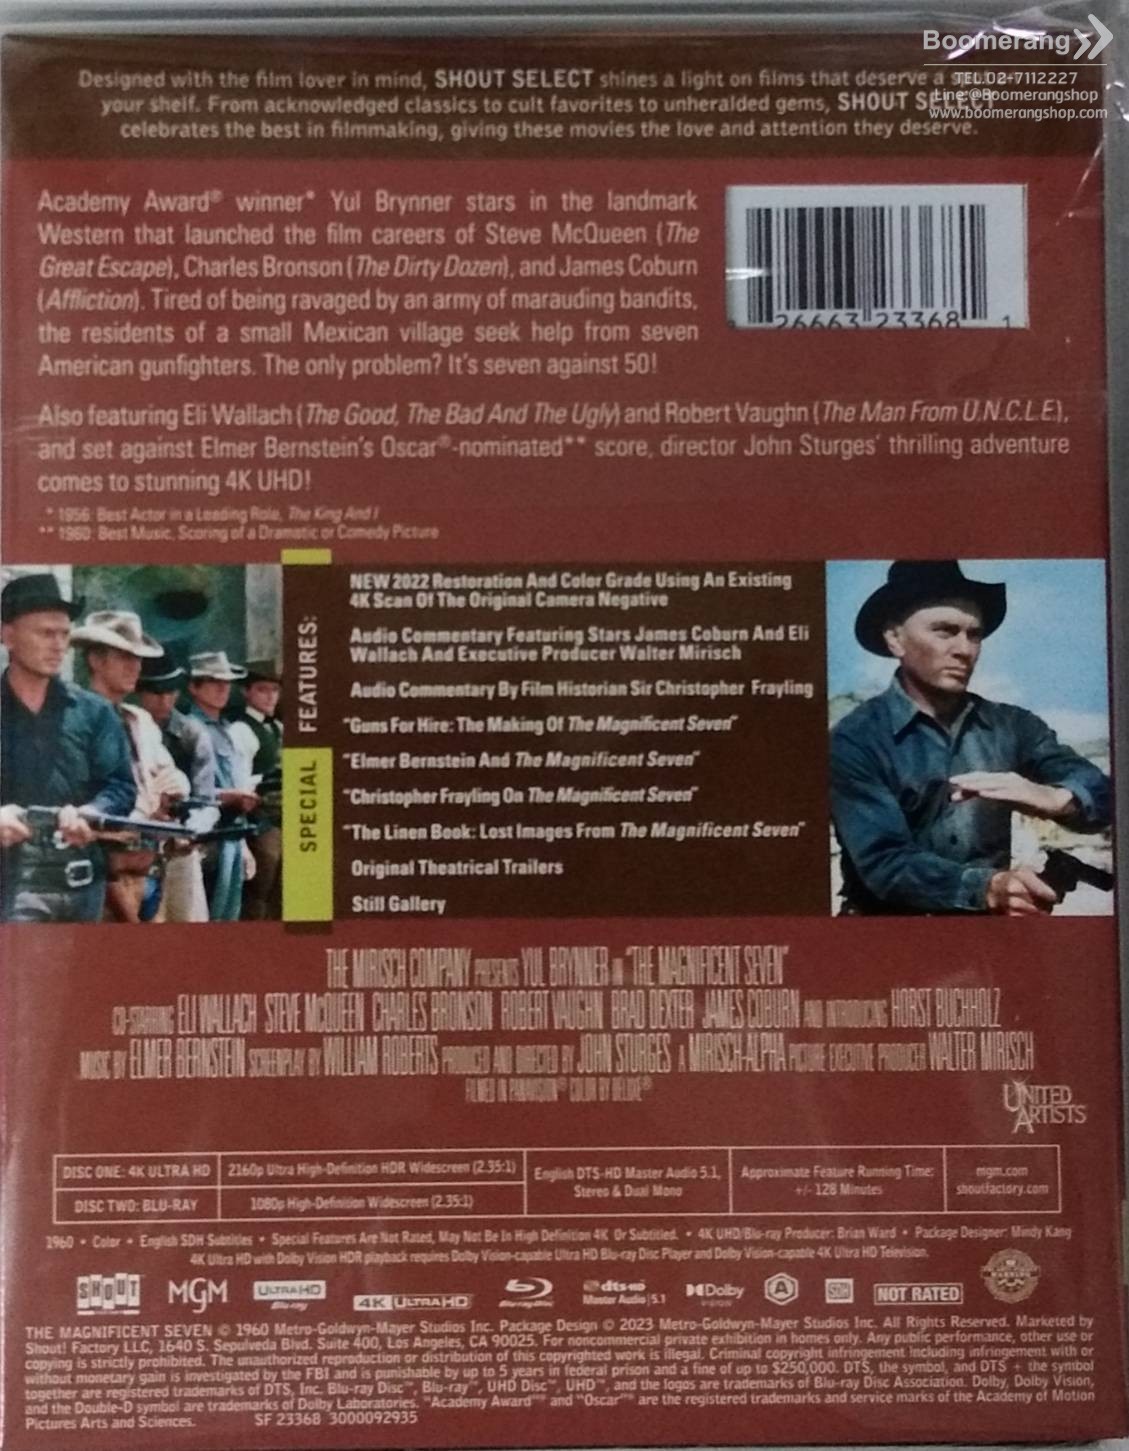 Boomerang
TEL.02-7112227
Line:@Boomerangshop
www.boomerangshop.com
Designed with the film lover in mind, SHOUT SELECT shines a light on films that deserve a
your shelf. From acknowledged classics to cult favorites to unheralded gems, SHOUT SELECT
celebrates the best in filmmaking, giving these movies the love and attention they deserve.
Academy Award® winner* Yul Brynner stars in the landmark
Western that launched the film careers of Steve McQueen (The
Great Escape), Charles Bronson (The Dirty Dozen), and James Coburn
(Affliction). Tired of being ravaged by an army of marauding bandits,
the residents of a small Mexican village seek help from seven
American gunfighters. The only problem? It's seven against 50!
26663 23368 1
Also featuring Eli Wallach (The Good, The Bad And The Ugly) and Robert Vaughn (The Man From U.N.C.L.E.),
and set against Elmer Bernstein's Oscar®-nominated** score, director John Sturges' thrilling adventure
comes to stunning 4K UHD!
* 1956: Best Actor in a Leading Role, The King And I
** 1960: Best Music, Scoring of a Dramatic or Comedy Picture
SPECIAL FEATURES:
NEW 2022 Restoration And Color Grade Using An Existing
4K Scan Of The Original Camera Negative
Audio Commentary Featuring Stars James Coburn And Eli
Wallach And Executive Producer Walter Mirisch
Audio Commentary By Film Historian Sir Christopher Frayling
"Guns For Hire: The Making Of The Magnificent Seven"
"Elmer Bernstein And The Magnificent Seven"
"Christopher Frayling On The Magnificent Seven"
"The Linen Book: Lost Images From The Magnificent Seven"
Original Theatrical Trailers
Still Gallery
THE MIRISCH COMPANY PRESENTS YUL BRYNNER IN "THE MAGNIFICENT SEVEN"
CO-STARRING ELI WALLACH STEVE McQUEEN CHARLES BRONSON ROBERT VAUGHN BRAD DEXTER JAMES COBURN AND INTRODUCING HORST BUCHHOLZ
MUSIC BY ELMER BERNSTEIN SCREENPLAY BY WILLIAM ROBERTS PRODUCED AND DIRECTED BY JOHN STURGES A MIRISCH-ALPHA PICTURE EXECUTIVE PRODUCER WALTER MIRISCH
FILMED IN PANAVISION® COLOR BY DELUXE®
UNITED
ARTISTS
DISC ONE: 4K ULTRA HD 2160p Ultra High-Definition HDR Widescreen (2.35:1)
DISC TWO: BLU-RAY 1080p High-Definition Widescreen (2.35:1)
English DTS-HD Master Audio 5.1,
Stereo & Dual Mono
Approximate Feature Running Time:
+/- 128 Minutes
mgm.com
shoutfactory.com
1960 • Color • English SDH Subtitles • Special Features Are Not Rated, May Not Be In High Definition 4K Or Subtitled. • 4K UHD/Blu-ray Producer: Brian Ward • Package Designer: Mindy Kang
4K Ultra HD with Dolby Vision HDR playback requires Dolby Vision-capable Ultra HD Blu-ray Disc Player and Dolby Vision-capable 4K Ultra HD Television.
SHOUT MGM ULTRA HD Blu-ray 4K ULTRA HD Blu-ray Disc dts-HD Master Audio 5.1 Dolby VISION A SDH NOT RATED
THE MAGNIFICENT SEVEN © 1960 Metro-Goldwyn-Mayer Studios Inc. Package Design © 2023 Metro-Goldwyn-Mayer Studios Inc. All Rights Reserved. Marketed by
Shout! Factory LLC, 1640 S. Sepulveda Blvd. Suite 400, Los Angeles, CA 90025. For noncommercial private exhibition in homes only. Any public performance, other use or
copying is strictly prohibited. The unauthorized reproduction or distribution of this copyrighted work is illegal. Criminal copyright infringement including infringement with or
without monetary gain is investigated by the FBI and is punishable by up to 5 years in federal prison and a fine of up to $250,000. DTS, the symbol, and DTS + the symbol
together are registered trademarks of DTS, Inc. Blu-ray Disc™, Blu-ray™, UHD Disc™, UHD™, and the logos are trademarks of Blu-ray Disc Association. Dolby, Dolby Vision,
and the Double-D symbol are trademarks of Dolby Laboratories. "Academy Award®" and "Oscar®" are the registered trademarks and service marks of the Academy of Motion
Pictures Arts and Sciences. SF 23368 3000092935